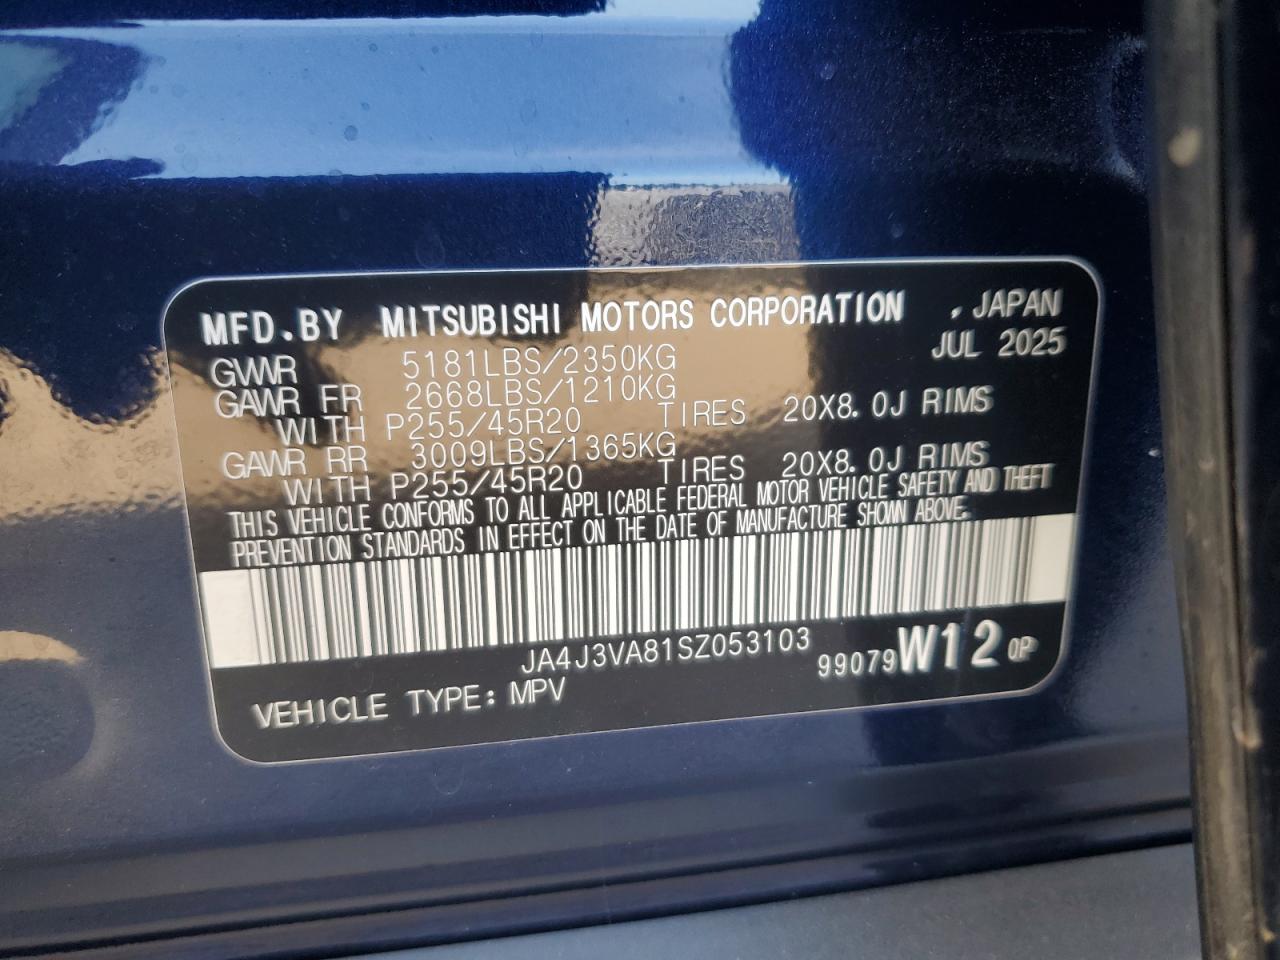 MFD.BY MITSUBISHI MOTORS CORPORATION , JAPAN
GVWR 5181LBS/2350KG JUL 2025
GAWR FR 2668LBS/1210KG
WITH P255/45R20 TIRES 20X8.0J RIMS
GAWR RR 3009LBS/1365KG
WITH P255/45R20 TIRES 20X8.0J RIMS
THIS VEHICLE CONFORMS TO ALL APPLICABLE FEDERAL MOTOR VEHICLE SAFETY AND THEFT
PREVENTION STANDARDS IN EFFECT ON THE DATE OF MANUFACTURE SHOWN ABOVE.
JA4J3VA81SZ053103
99079 W12 0P
VEHICLE TYPE: MPV